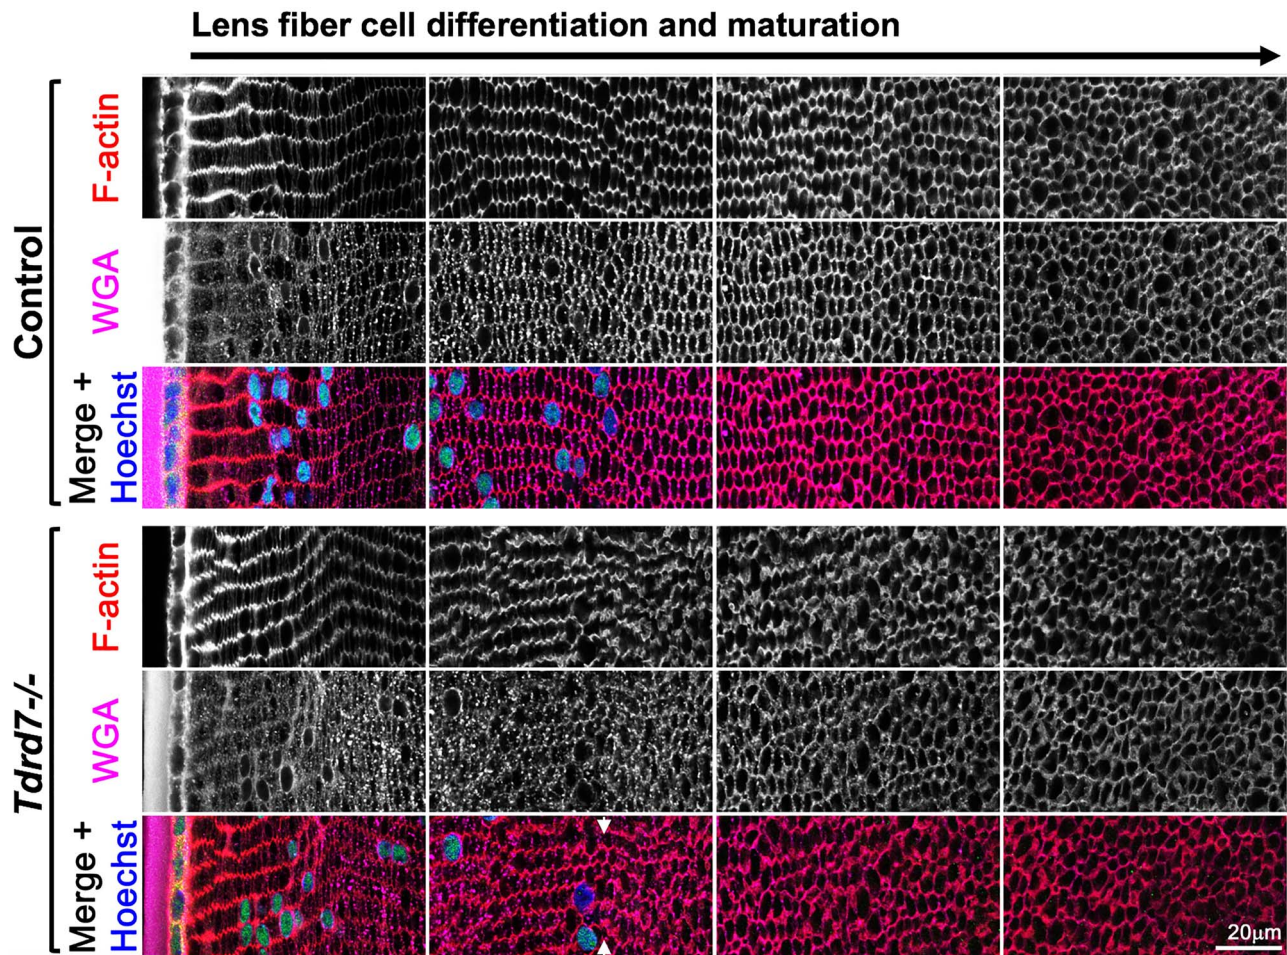 Lens fiber cell differentiation and maturation
Control
F-actin
WGA
Merge +
Hoechst
Tdrd7-/-
F-actin
WGA
Merge +
Hoechst
20μm